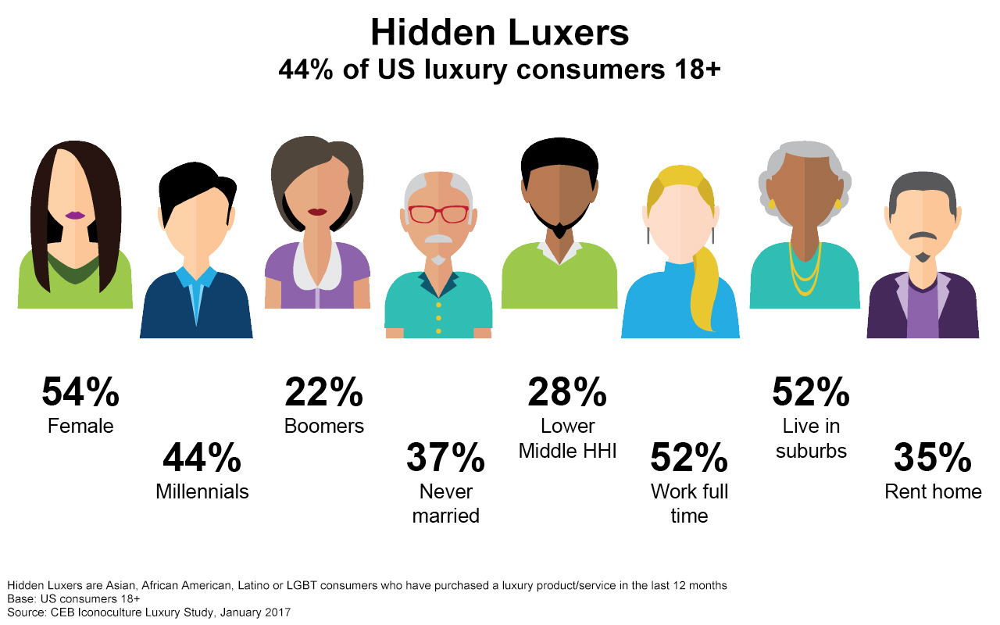 Hidden Luxers
44% of US luxury consumers 18+
54%
Female
44%
Millennials
22%
Boomers
37%
Never
married
28%
Lower
Middle HHI
52%
Work full
time
52%
Live in
suburbs
35%
Rent home
Hidden Luxers are Asian, African American, Latino or LGBT consumers who have purchased a luxury product/service in the last 12 months
Base: US consumers 18+
Source: CEB Iconoculture Luxury Study, January 2017